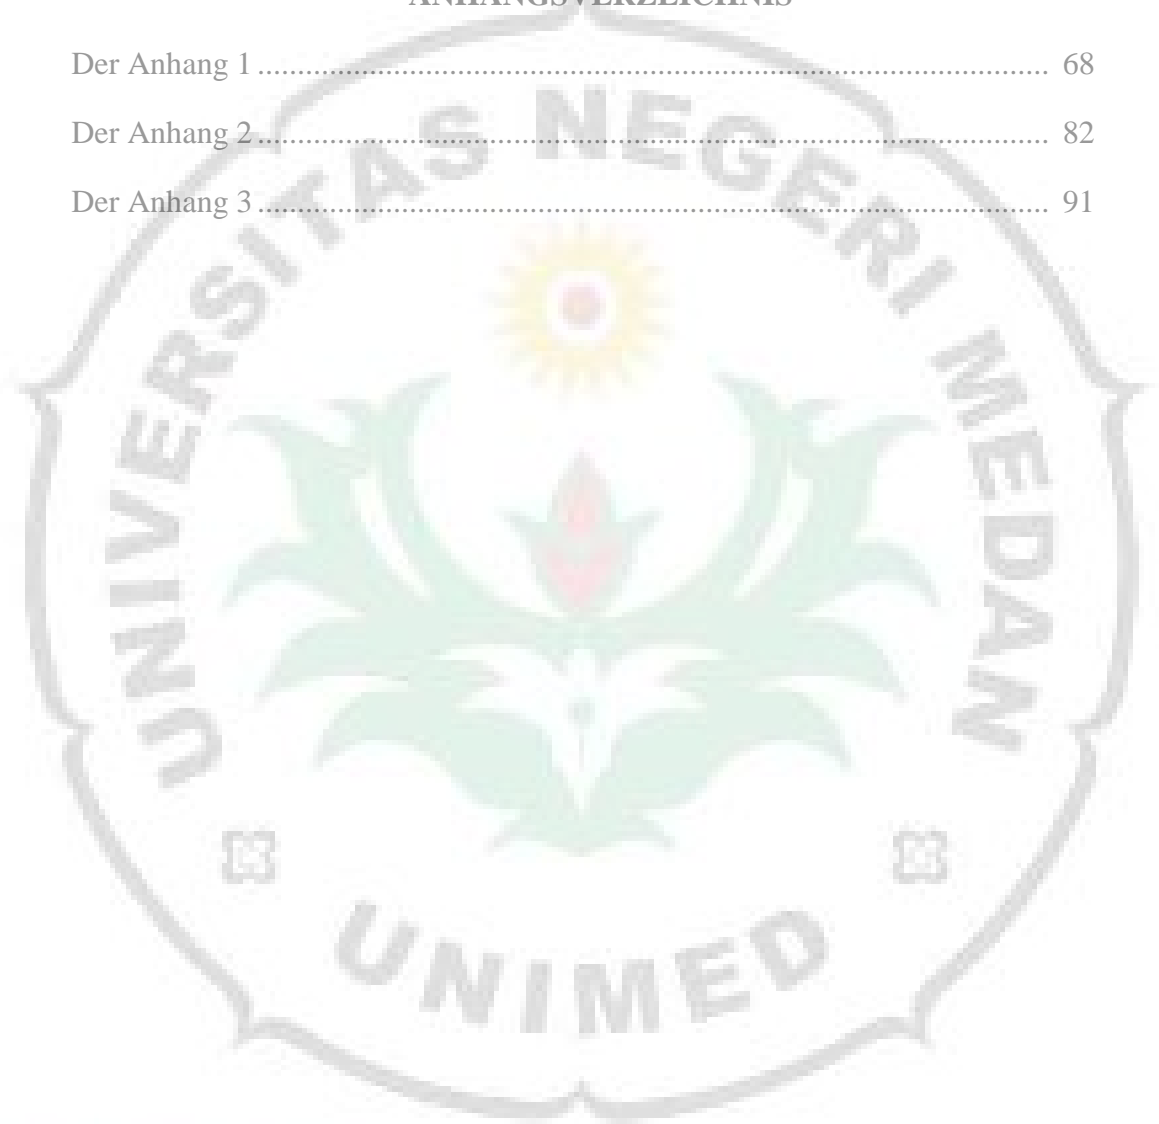 ANHANGSVERZEICHNIS
Der Anhang 1 ................................................................................................... 68
Der Anhang 2 ................................................................................................... 82
Der Anhang 3 ................................................................................................... 91
UNIVERSITAS NEGERI MEDAN
UNIMED